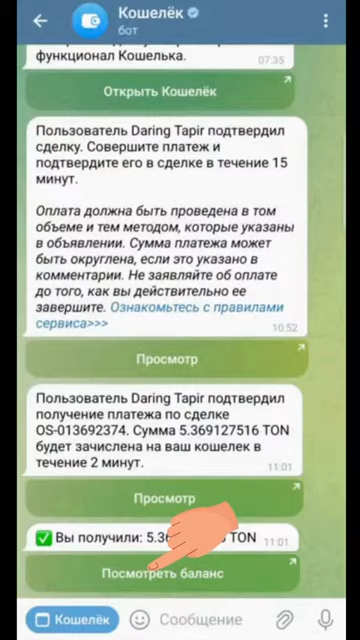 Кошелёк
бот
функционал Кошелька.
07:35
Открыть Кошелёк
Пользователь Daring Tapir подтвердил
сделку. Совершите платеж и
подтвердите его в сделке в течение 15
минут.
Оплата должна быть проведена в том
объеме и тем методом, которые указаны
в объявлении. Сумма платежа может
быть округлена, если это указано в
комментарии. Не заявляйте об оплате
до того, как вы действительно ее
завершите. Ознакомьтесь с правилами
сервиса>>>
10:52
Просмотр
Пользователь Daring Tapir подтвердил
получение платежа по сделке
OS-013692374. Сумма 5.369127516 TON
будет зачислена на ваш кошелек в
течение 2 минут.
11:01
Просмотр
Вы получили: TON
11:01
Посмотреть баланс
Кошелёк
Сообщение